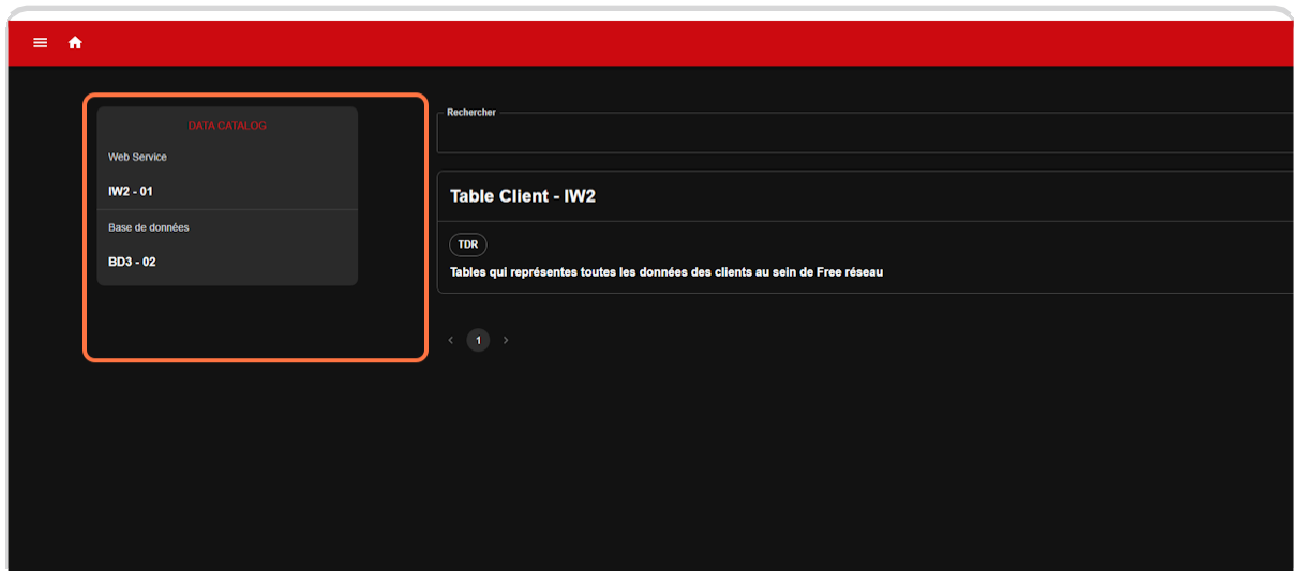 DATA CATALOG
Web Service
IW2 - 01
Base de données
BD3 - 02
Rechercher
Table Client - IW2
TDR
Tables qui représentes toutes les données des clients au sein de Free réseau
1